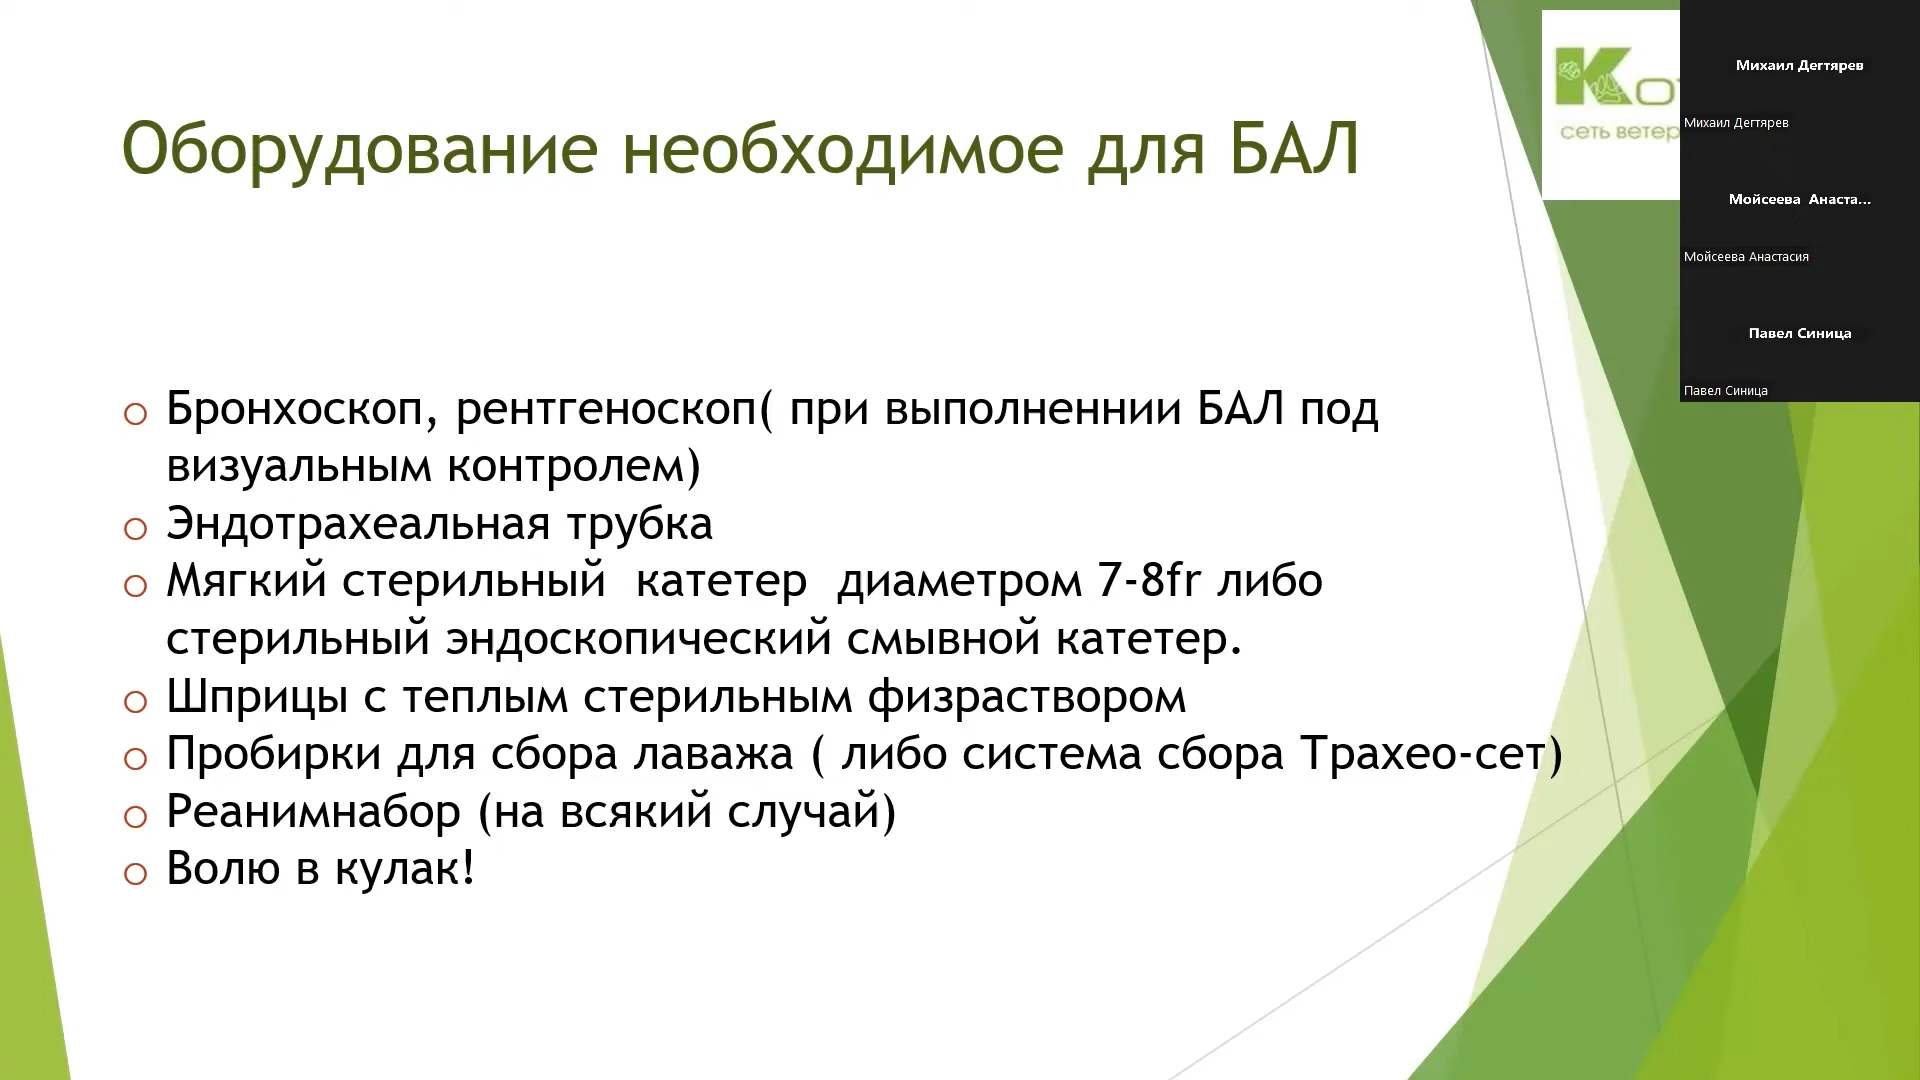 Оборудование необходимое для БАЛ
Бронхоскоп, рентгеноскоп( при выполненнии БАЛ под
визуальным контролем)
Эндотрахеальная трубка
Мягкий стерильный  катетер  диаметром 7-8fr либо
стерильный эндоскопический смывной катетер.
Шприцы с теплым стерильным физраствором
Пробирки для сбора лаважа ( либо система сбора Трахео-сет)
Реанимнабор (на всякий случай)
Волю в кулак!
сеть ветер
Михаил Дегтярев
Михаил Дегтярев
Мойсеева  Анаста...
Мойсеева Анастасия
Павел Синица
Павел Синица